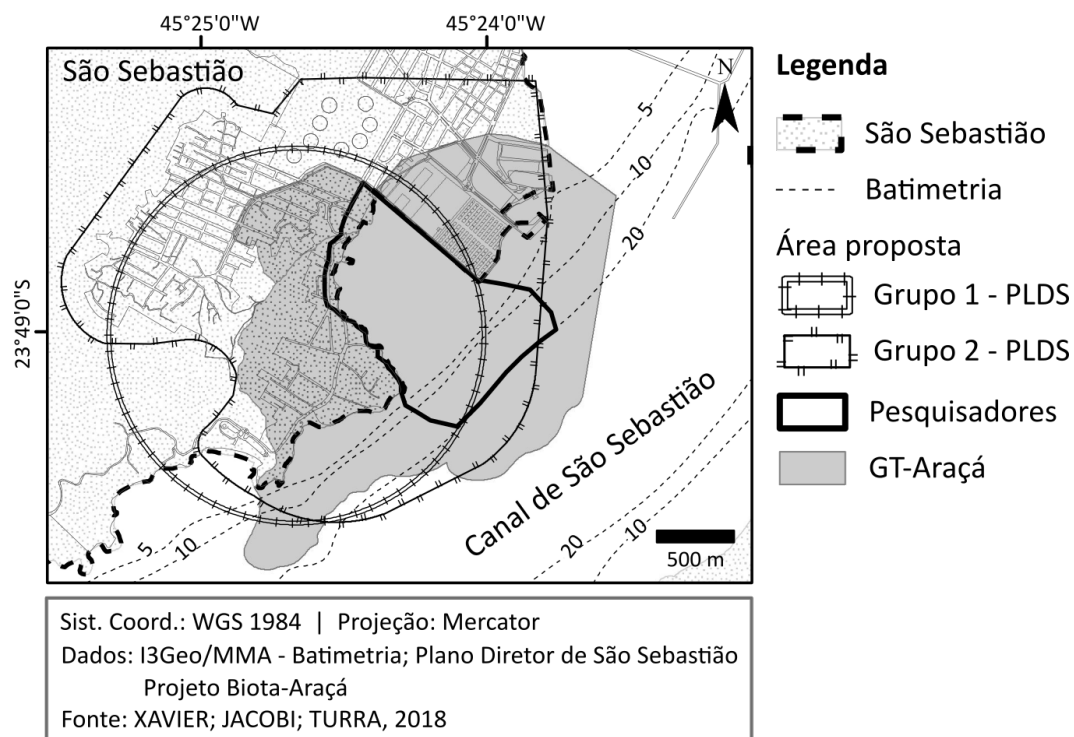 45°25'0"W
45°24'0"W
São Sebastião
N
5
10
20
23°49'0"S
5
10
20
10
Canal de São Sebastião
500 m
Legenda
São Sebastião
Batimetria
Área proposta
Grupo 1 - PLDS
Grupo 2 - PLDS
Pesquisadores
GT-Araçá
Sist. Coord.: WGS 1984 | Projeção: Mercator
Dados: I3Geo/MMA - Batimetria; Plano Diretor de São Sebastião
Projeto Biota-Araçá
Fonte: XAVIER; JACOBI; TURRA, 2018